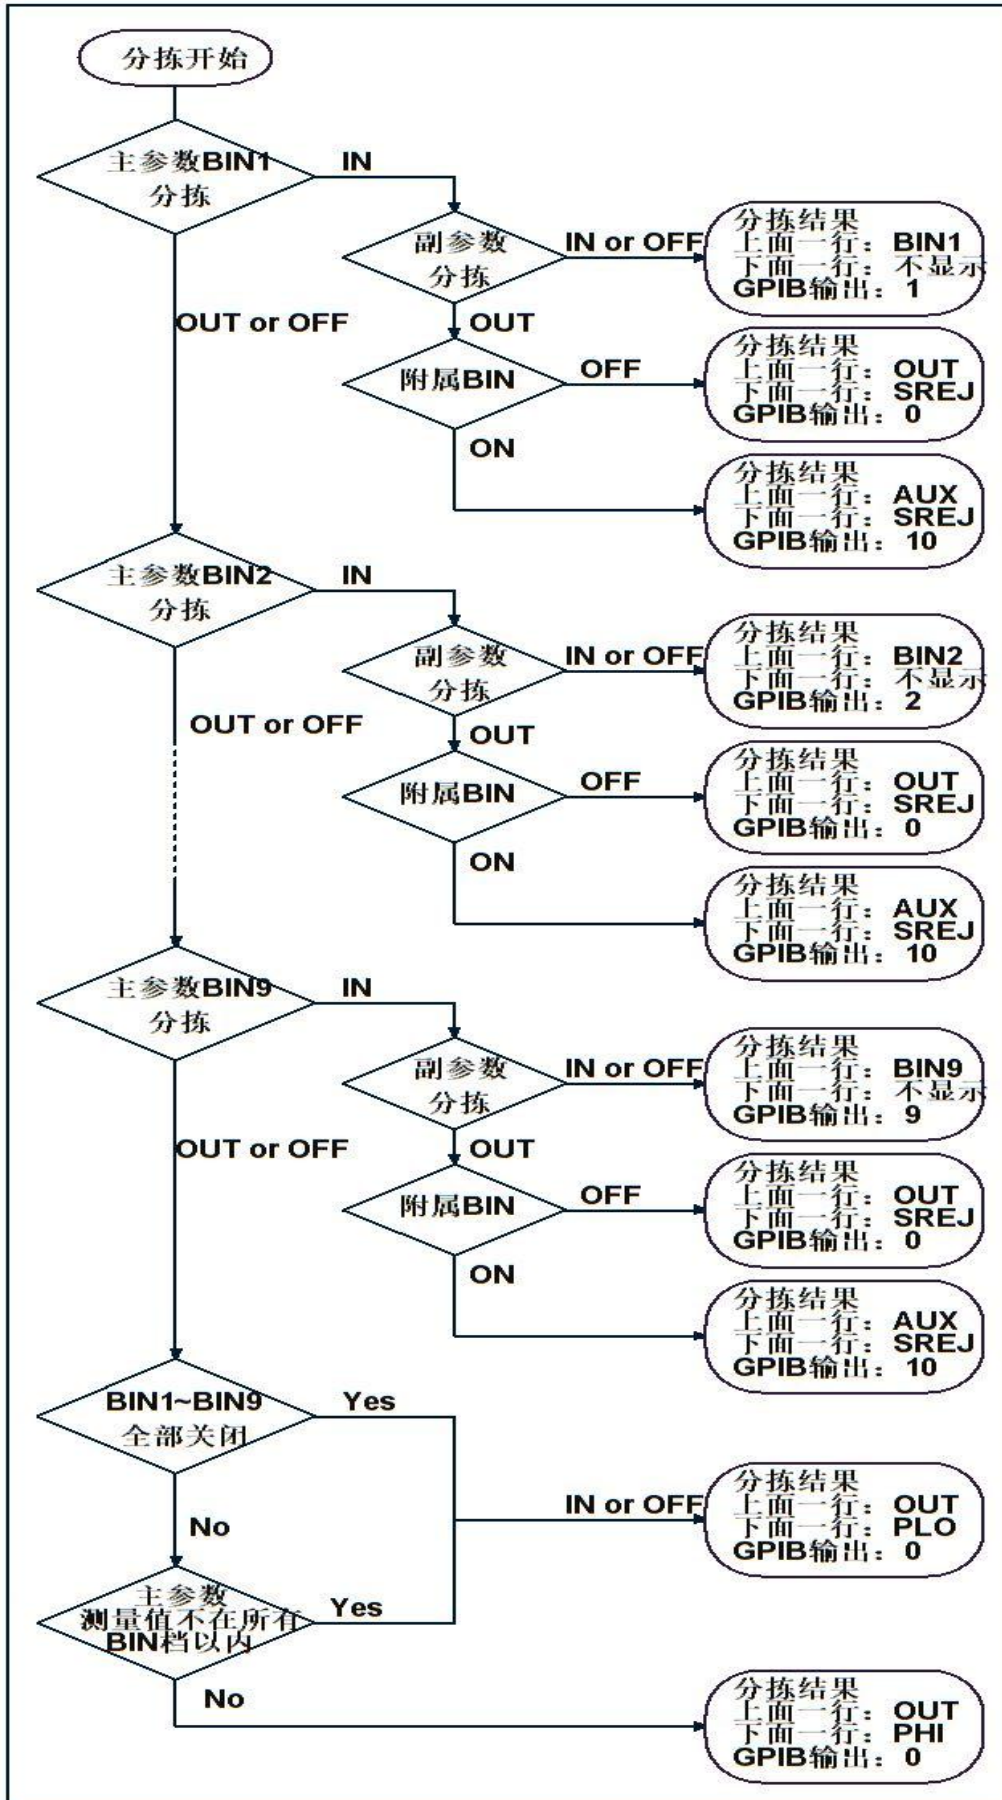 分拣开始
主参数BIN1
分拣
IN
副参数
分拣
IN or OFF
分拣结果
上面一行：BIN1
下面一行：不显示
GPIB输出：1
OUT or OFF
OUT
附属BIN
OFF
分拣结果
上面一行：OUT
下面一行：SREJ
GPIB输出：0
ON
分拣结果
上面一行：AUX
下面一行：SREJ
GPIB输出：10
主参数BIN2
分拣
IN
副参数
分拣
IN or OFF
分拣结果
上面一行：BIN2
下面一行：不显示
GPIB输出：2
OUT or OFF
OUT
附属BIN
OFF
分拣结果
上面一行：OUT
下面一行：SREJ
GPIB输出：0
ON
分拣结果
上面一行：AUX
下面一行：SREJ
GPIB输出：10
主参数BIN9
分拣
IN
副参数
分拣
IN or OFF
分拣结果
上面一行：BIN9
下面一行：不显示
GPIB输出：9
OUT or OFF
OUT
附属BIN
OFF
分拣结果
上面一行：OUT
下面一行：SREJ
GPIB输出：0
ON
分拣结果
上面一行：AUX
下面一行：SREJ
GPIB输出：10
BIN1~BIN9
全部关闭
Yes
IN or OFF
分拣结果
上面一行：OUT
下面一行：PLO
GPIB输出：0
No
主参数
测量值不在所有
BIN档以内
Yes
No
分拣结果
上面一行：OUT
下面一行：PHI
GPIB输出：0